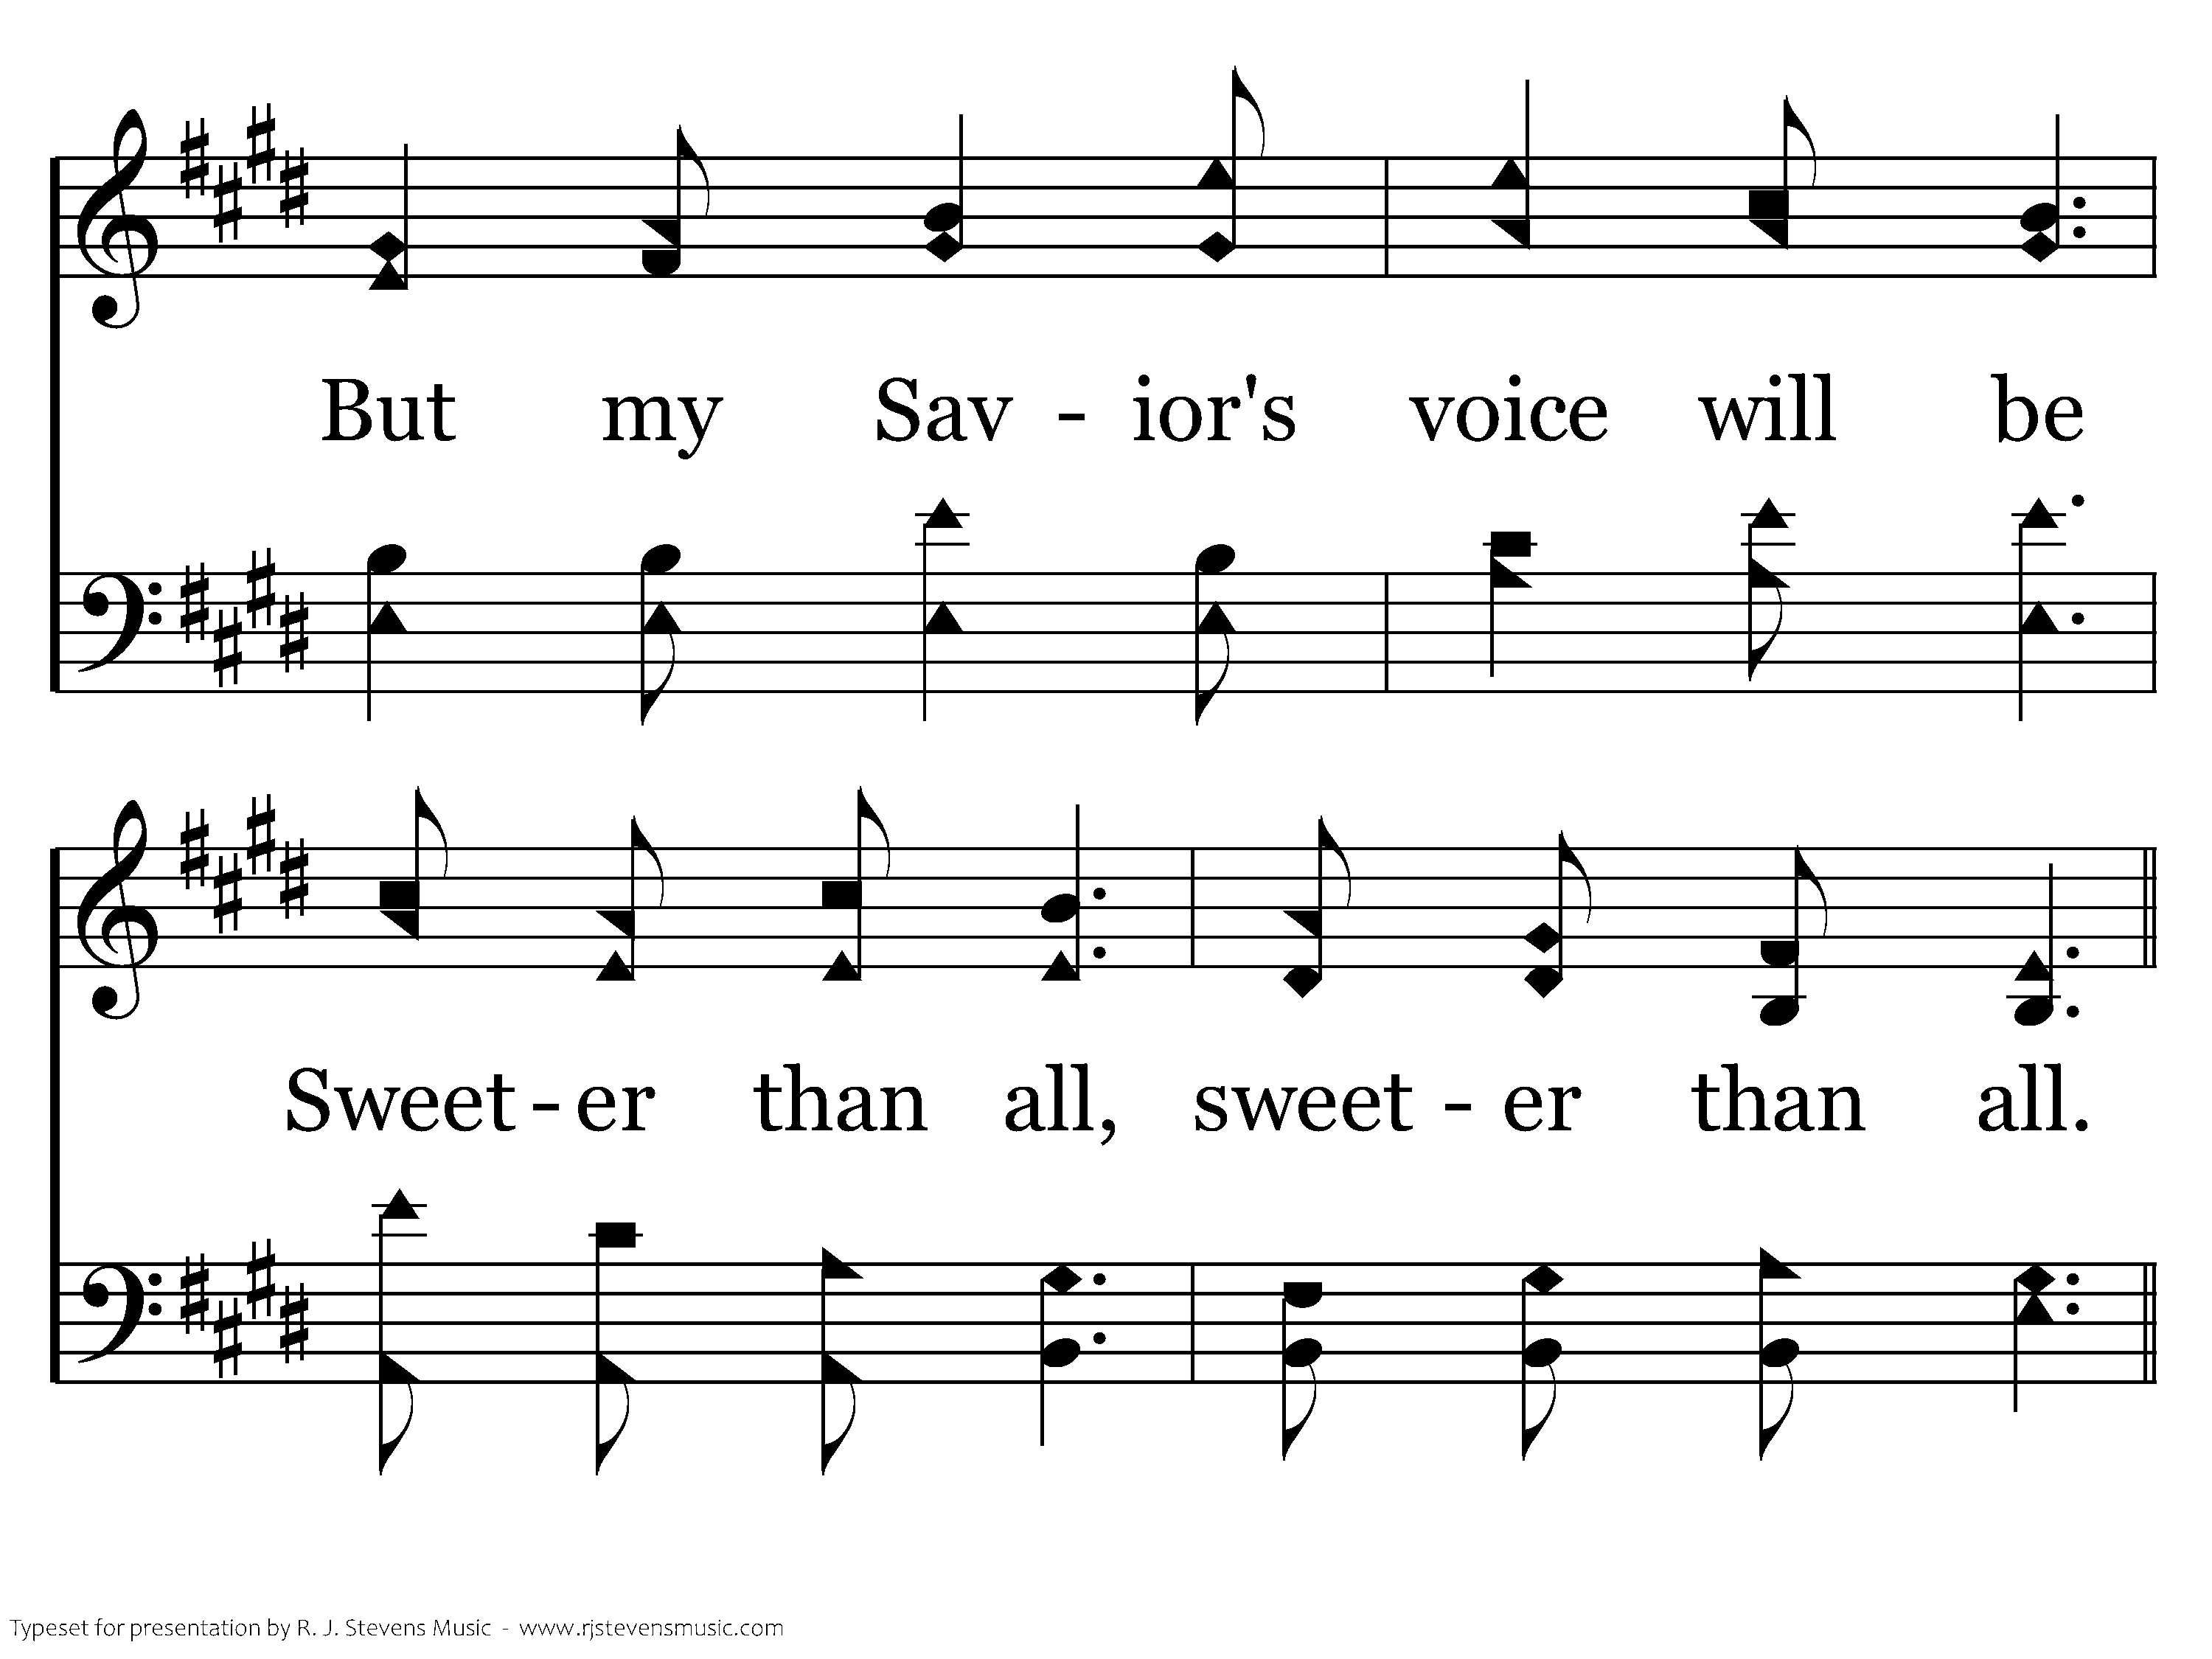 But my Sav - ior's voice will be
Sweet - er than all, sweet - er than all.
Typeset for presentation by R. J. Stevens Music - www.rjstevensmusic.com